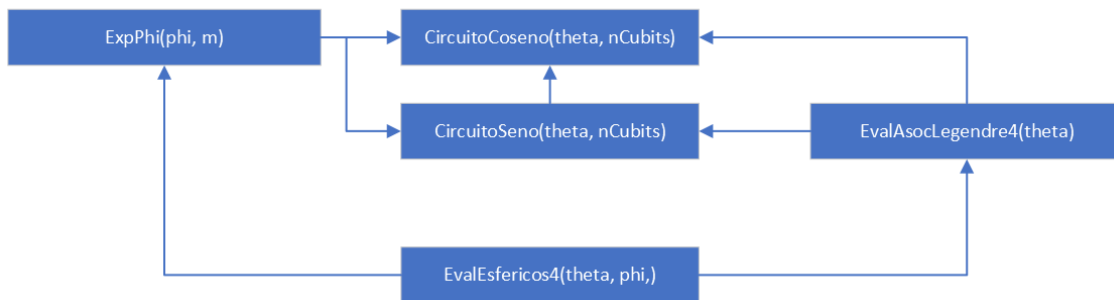 ExpPhi(phi, m)
CircuitoCoseno(theta, nCubits)
CircuitoSeno(theta, nCubits)
EvalAsocLegendre4(theta)
EvalEsfericos4(theta, phi,)